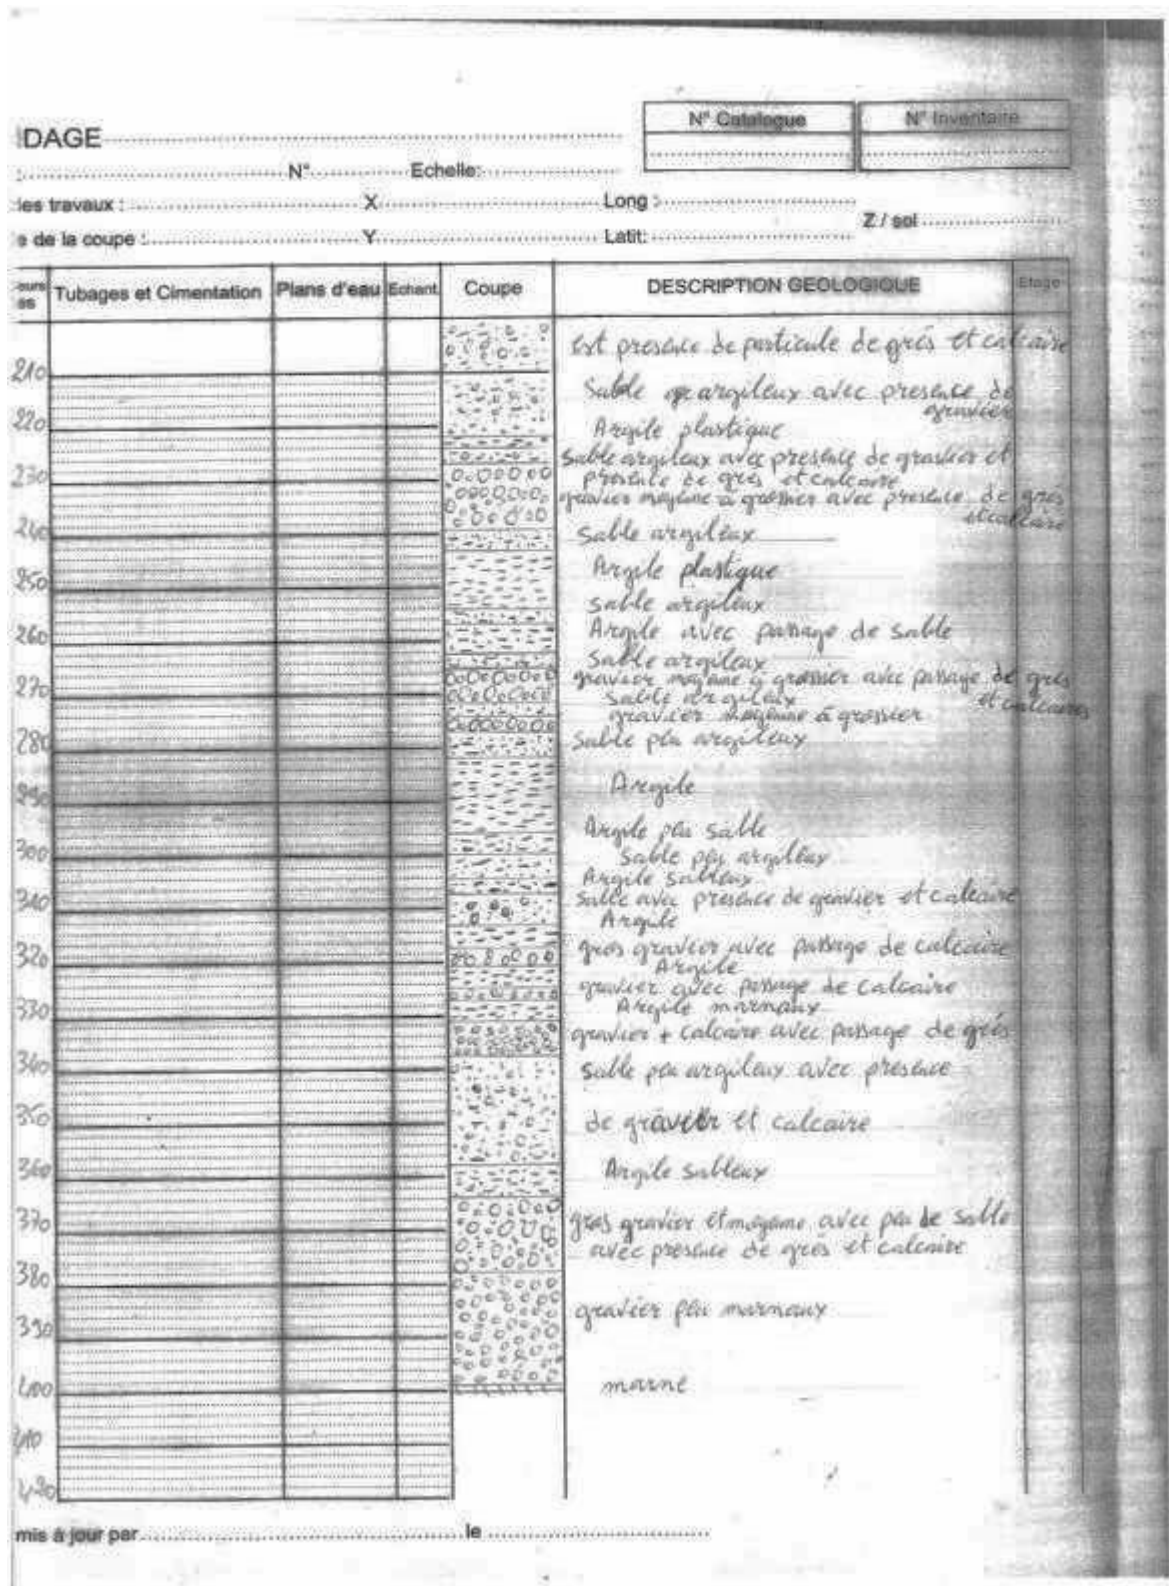 DAGE
N° Catalogue
N° Inventaire
N° Echelle:
les travaux : X Long :
Z / sol
e de la coupe : Y Latit:
Tubages et Cimentation
Plans d'eau
Echant.
Coupe
DESCRIPTION GEOLOGIQUE
Etage
est presence de particule de grés et calcaire
210
Sable argileux avec presence de
gravier
220
Argile plastique
Sable argileux avec presence de gravier et
presence de grés et calcaire
230
gravier moyenne à grossier avec presence de grés
et calcaire
240
Sable argileux
Argile plastique
250
sable argileux
260
Argile avec passage de sable
Sable argileux
gravier moyenne à grossier avec passage de grés
et calcaires
270
Sable argileux
gravier moyenne à grossier
280
Sable peu argileux
Argile
290
Argile peu sable
300
Sable peu argileux
Argile sableux
Sable avec presence de gravier et calcaire
310
Argile
gros gravier avec passage de calcaire
320
Argile
gravier avec passage de calcaire
Argile marnaux
330
gravier + calcaire avec passage de grés
340
Sable peu argileux avec presence
350
de gravier et calcaire
360
Argile sableux
370
gros gravier et moyame avec peu de sable
avec presence de grés et calcaire
380
gravier peu marnaux
390
400
marne
410
420
mis à jour par le